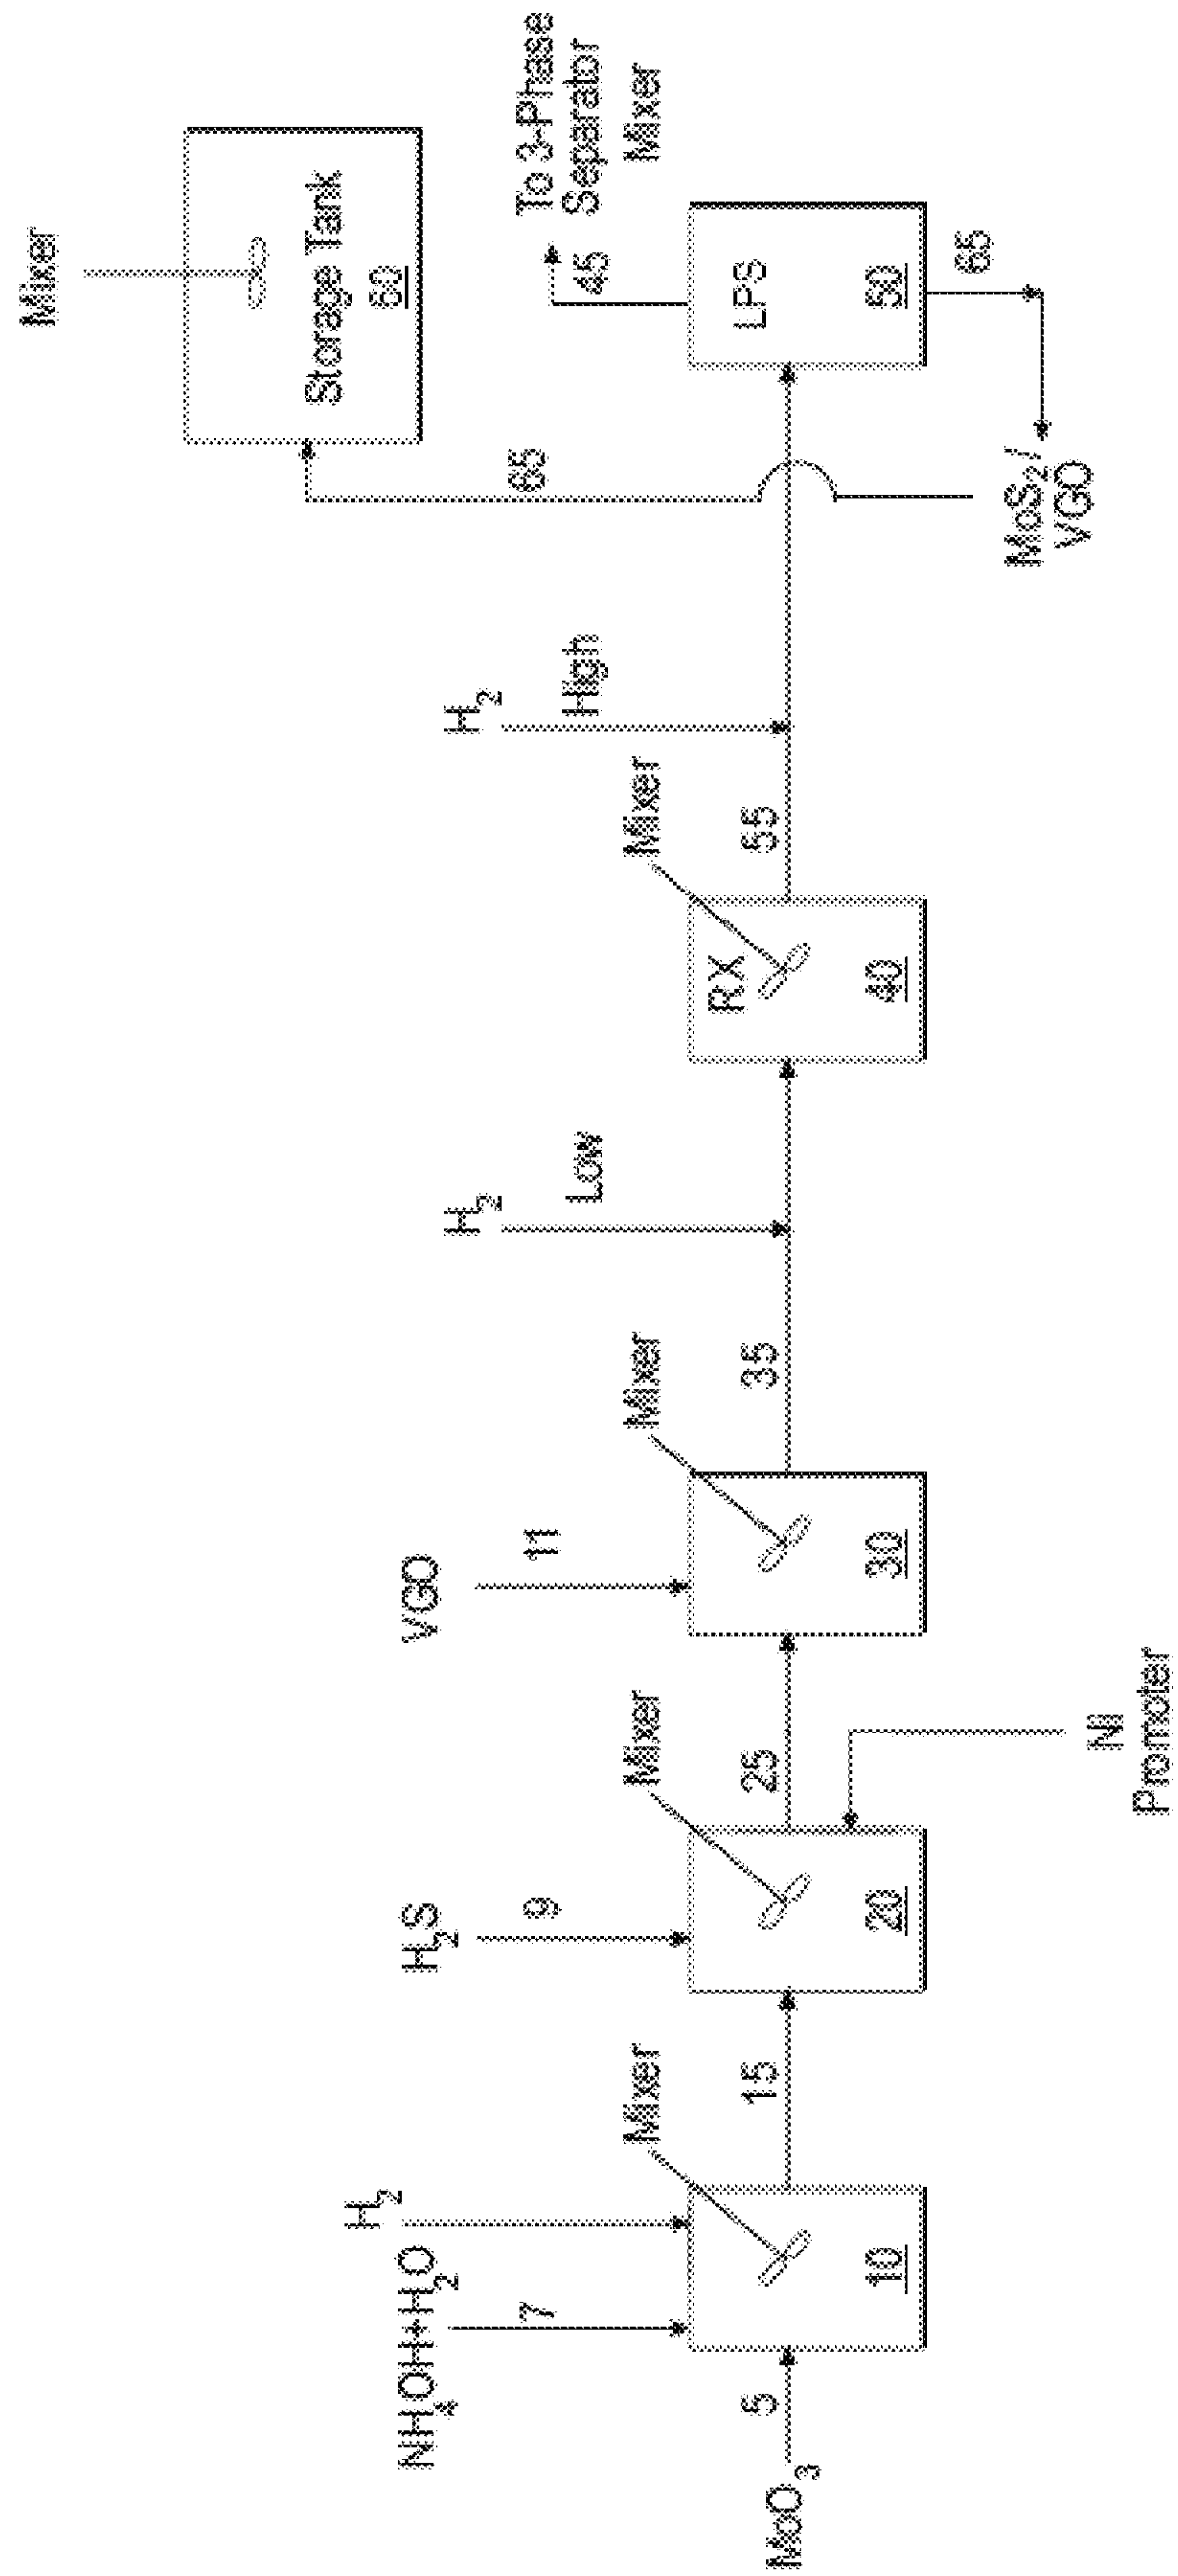 Mixer
Storage Tank
60
To 3-Phase
Separator
Mixer
45
LPS
50
65
65
MoS2 /
VGO
H2
High
Mixer
55
RX
40
H2
Low
Mixer
35
VGO
11
30
Mixer
25
H2S
9
20
Ni
Promoter
Mixer
15
H2
NH4OH+H2O
7
10
5
MoO3